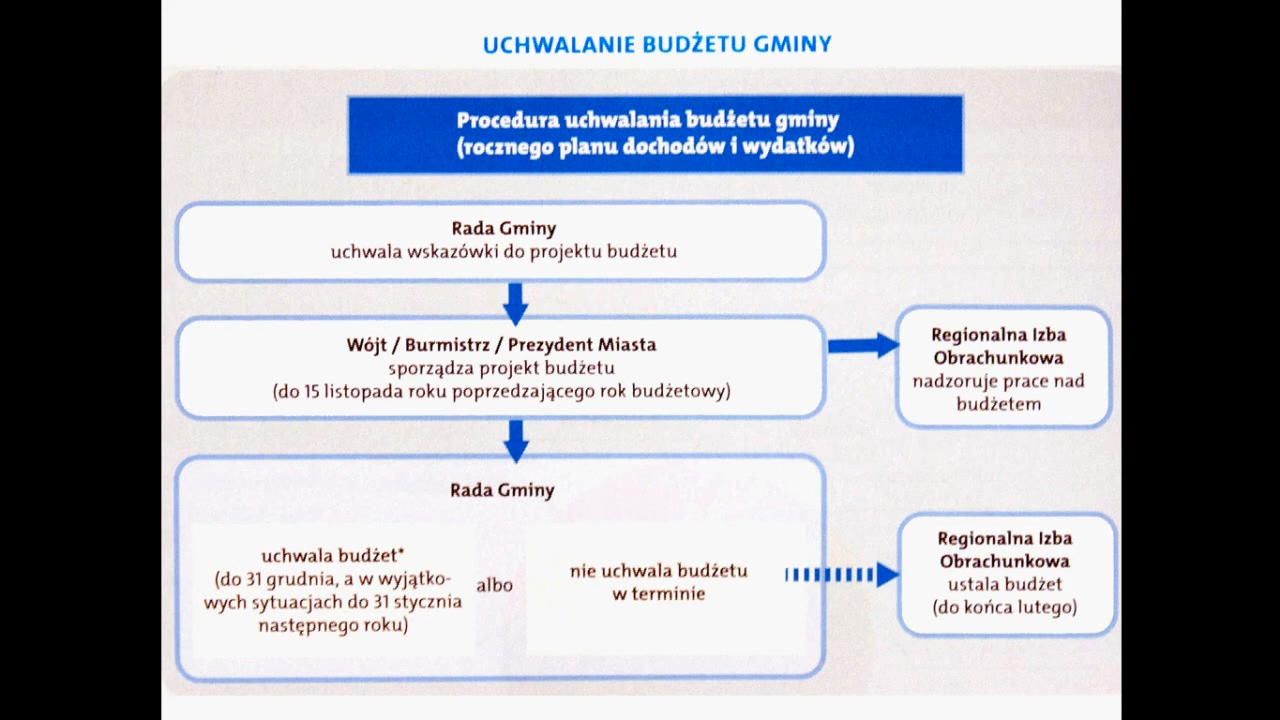 UCHWALANIE BUDŻETU GMINY
Procedura uchwalania budżetu gminy
(rocznego planu dochodów i wydatków)
Rada Gminy
uchwala wskazówki do projektu budżetu
Wójt / Burmistrz / Prezydent Miasta
sporządza projekt budżetu
(do 15 listopada roku poprzedzającego rok budżetowy)
Regionalna Izba
Obrachunkowa
nadzoruje prace nad
budżetem
Rada Gminy
uchwala budżet*
(do 31 grudnia, a w wyjątko-
wych sytuacjach do 31 stycznia
następnego roku)
albo
nie uchwala budżetu
w terminie
Regionalna Izba
Obrachunkowa
ustala budżet
(do końca lutego)